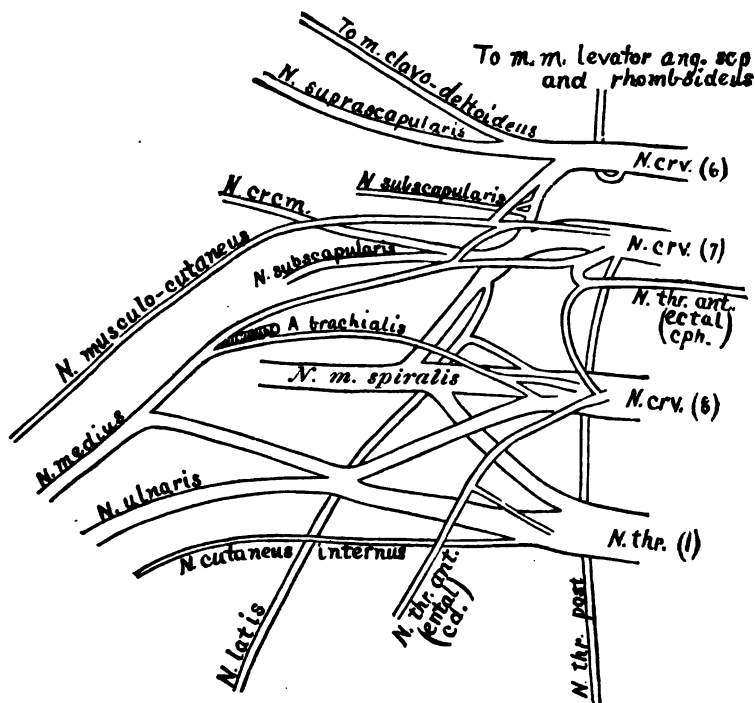 To m. clavo-deltoideus
To m. m. levator ang. scp
and rhomboideus
N. suprascapularis
N. crv. (6)
N subscapularis
N crcm.
N. musculo-cutaneus
N. crv. (7)
N. subscapularis
N. thr. ant.
(ectal)
(cph.)
A brachialis
N. m. spiralis
N. crv. (8)
N. medius
N. ulnaris
N. thr. (1)
N. cutaneus internus
N. thr. ant.
(ental)
(cd.)
N. latis
N. thr. post